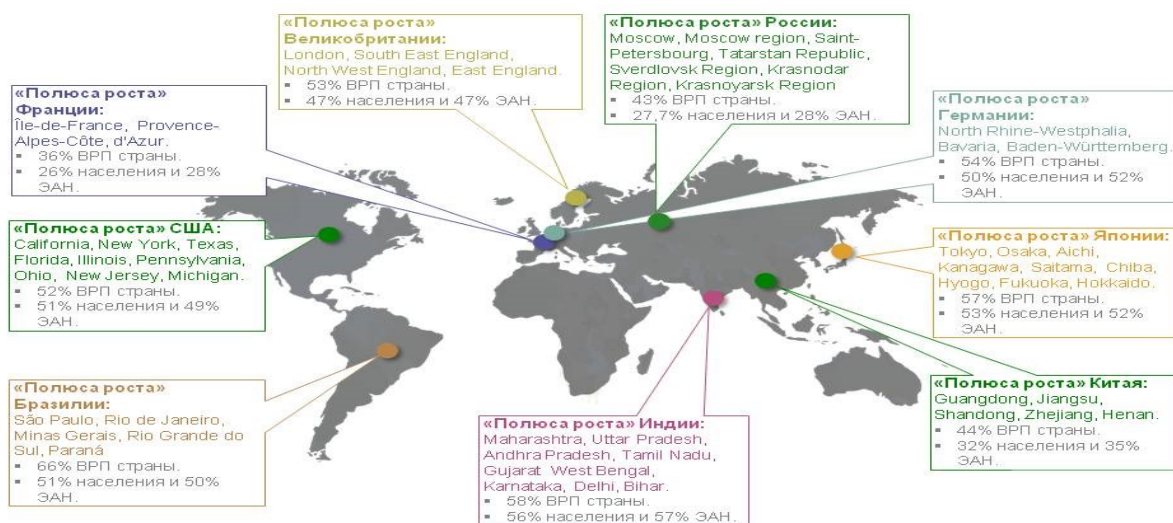 «Полюса роста»
Великобритании:
London, South East England,
North West England, East England.
▪ 53% ВРП страны.
▪ 47% населения и 47% ЭАН.
«Полюса роста» России:
Moscow, Moscow region, Saint-
Petersbourg, Tatarstan Republic,
Sverdlovsk Region, Krasnodar
Region, Krasnoyarsk Region
▪ 43% ВРП страны.
▪ 27,7% населения и 28% ЭАН.
«Полюса роста»
Франции:
Île-de-France, Provence-
Alpes-Côte, d'Azur.
▪ 36% ВРП страны.
▪ 26% населения и 28%
ЭАН.
«Полюса роста»
Германии:
North Rhine-Westphalia,
Bavaria, Baden-Württemberg.
▪ 54% ВРП страны.
▪ 50% населения и 52%
ЭАН.
«Полюса роста» США:
California, New York, Texas,
Florida, Illinois, Pennsylvania,
Ohio, New Jersey, Michigan.
▪ 52% ВРП страны.
▪ 51% населения и 49%
ЭАН.
«Полюса роста» Японии:
Tokyo, Osaka, Aichi,
Kanagawa, Saitama, Chiba,
Hyogo, Fukuoka, Hokkaido.
▪ 57% ВРП страны.
▪ 53% населения и 52%
ЭАН.
«Полюса роста»
Бразилии:
São Paulo, Rio de Janeiro,
Minas Gerais, Rio Grande do
Sul, Paraná
▪ 66% ВРП страны.
▪ 51% населения и 50%
ЭАН.
«Полюса роста» Индии:
Maharashtra, Uttar Pradesh,
Andhra Pradesh, Tamil Nadu,
Gujarat West Bengal,
Karnataka, Delhi, Bihar.
▪ 58% ВРП страны.
▪ 56% населения и 57% ЭАН.
«Полюса роста» Китая:
Guangdong, Jiangsu,
Shandong, Zhejiang, Henan.
▪ 44% ВРП страны.
▪ 32% населения и 35%
ЭАН.